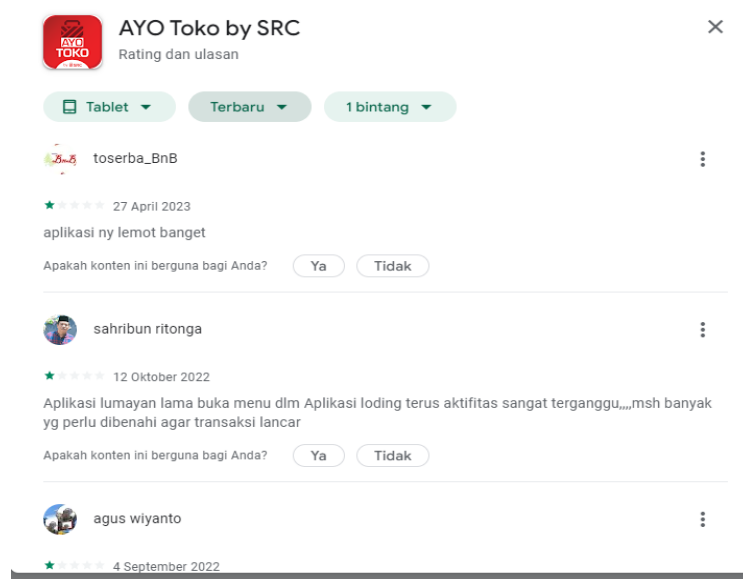 AYO Toko by SRC
AYO
TOKO
Rating dan ulasan
Tablet
Terbaru
1 bintang
toserba_BnB
27 April 2023
aplikasi ny lemot banget
Apakah konten ini berguna bagi Anda? Ya Tidak
sahribun ritonga
12 Oktober 2022
Aplikasi lumayan lama buka menu dlm Aplikasi loding terus aktifitas sangat terganggu,,,,msh banyak
yg perlu dibenahi agar transaksi lancar
Apakah konten ini berguna bagi Anda? Ya Tidak
agus wiyanto
4 September 2022